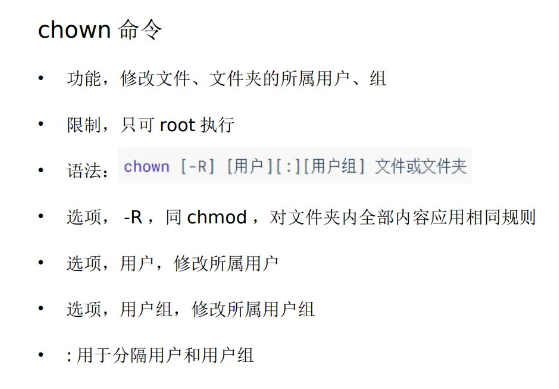 chown 命令
• 功能，修改文件、文件夹的所属用户、组
• 限制，只可 root 执行
• 语法：chown [-R] [用户][:][用户组] 文件或文件夹
• 选项，-R，同 chmod，对文件夹内全部内容应用相同规则
• 选项，用户，修改所属用户
• 选项，用户组，修改所属用户组
• : 用于分隔用户和用户组